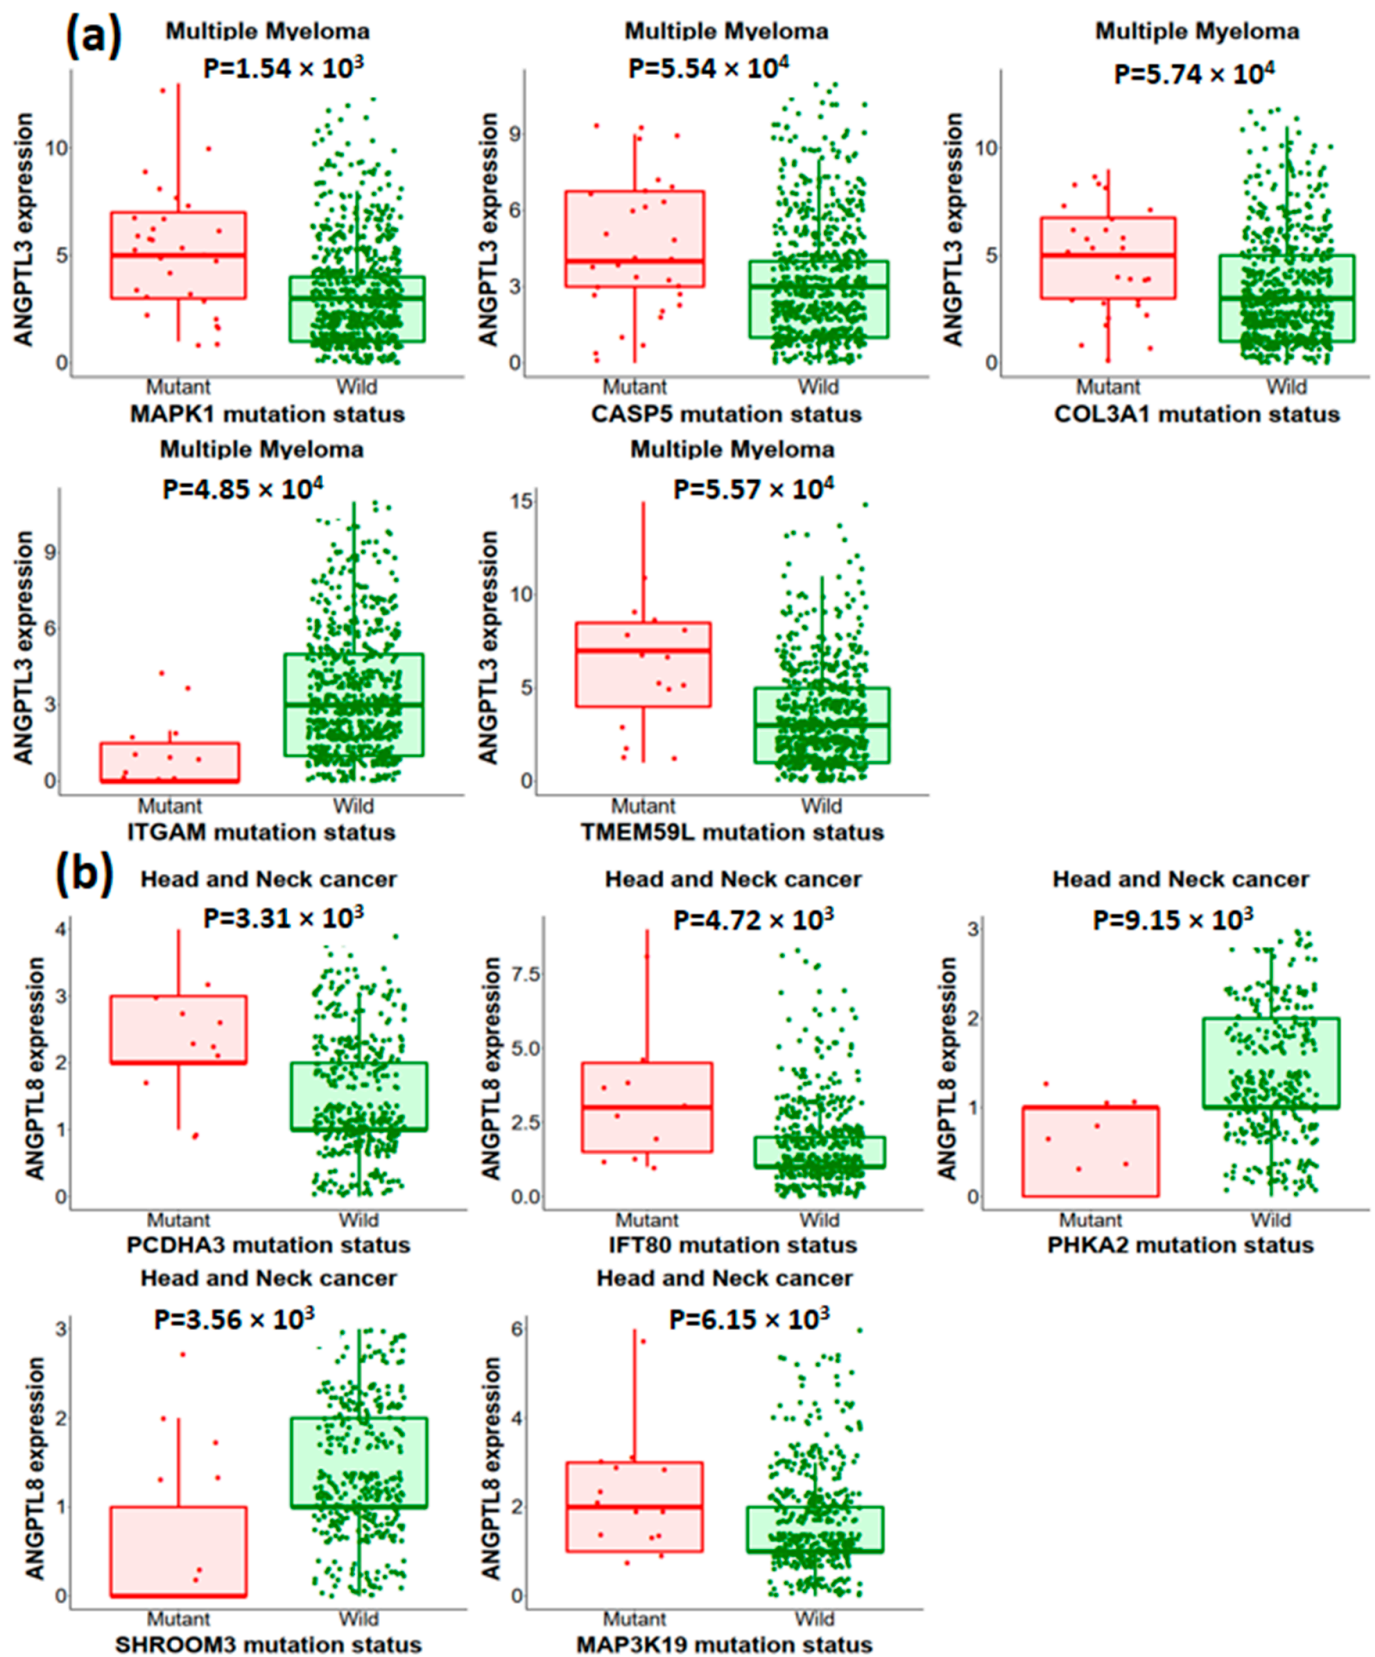 (a)
Multiple Myeloma
P=1.54 × 10³
ANGPTL3 expression
10
5
0
Mutant Wild
MAPK1 mutation status
Multiple Myeloma
P=5.54 × 10⁴
ANGPTL3 expression
9
6
3
0
Mutant Wild
CASP5 mutation status
Multiple Myeloma
P=5.74 × 10⁴
ANGPTL3 expression
10
5
0
Mutant Wild
COL3A1 mutation status
Multiple Myeloma
P=4.85 × 10⁴
ANGPTL3 expression
9
6
3
0
Mutant Wild
ITGAM mutation status
Multiple Myeloma
P=5.57 × 10⁴
ANGPTL3 expression
15
10
5
0
Mutant Wild
TMEM59L mutation status
(b)
Head and Neck cancer
P=3.31 × 10³
ANGPTL8 expression
4
3
2
1
0
Mutant Wild
PCDHA3 mutation status
Head and Neck cancer
P=4.72 × 10³
ANGPTL8 expression
7.5
5.0
2.5
0.0
Mutant Wild
IFT80 mutation status
Head and Neck cancer
P=9.15 × 10³
ANGPTL8 expression
3
2
1
0
Mutant Wild
PHKA2 mutation status
Head and Neck cancer
P=3.56 × 10³
ANGPTL8 expression
3
2
1
0
Mutant Wild
SHROOM3 mutation status
Head and Neck cancer
P=6.15 × 10³
ANGPTL8 expression
6
4
2
0
Mutant Wild
MAP3K19 mutation status